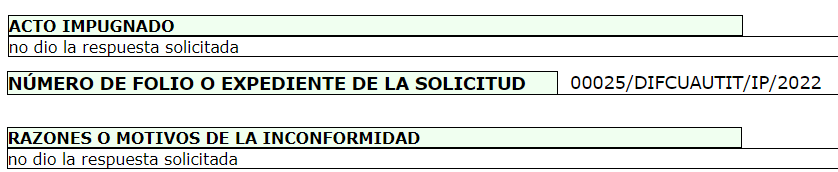 ACTO IMPUGNADO
no dio la respuesta solicitada
NÚMERO DE FOLIO O EXPEDIENTE DE LA SOLICITUD 00025/DIFCUAUTIT/IP/2022
RAZONES O MOTIVOS DE LA INCONFORMIDAD
no dio la respuesta solicitada